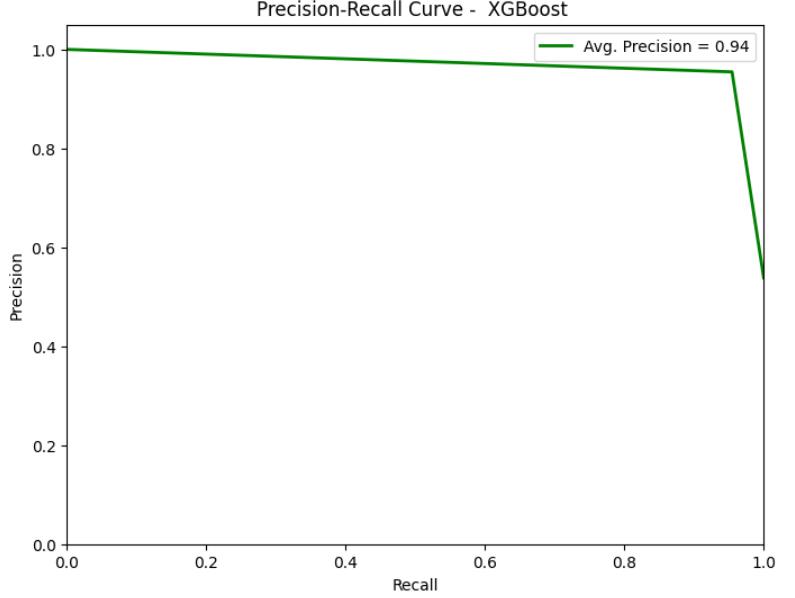 Precision-Recall Curve -  XGBoost
Avg. Precision = 0.94
1.0
0.8
0.6
0.4
0.2
0.0
Precision
0.0 0.2 0.4 0.6 0.8 1.0
Recall